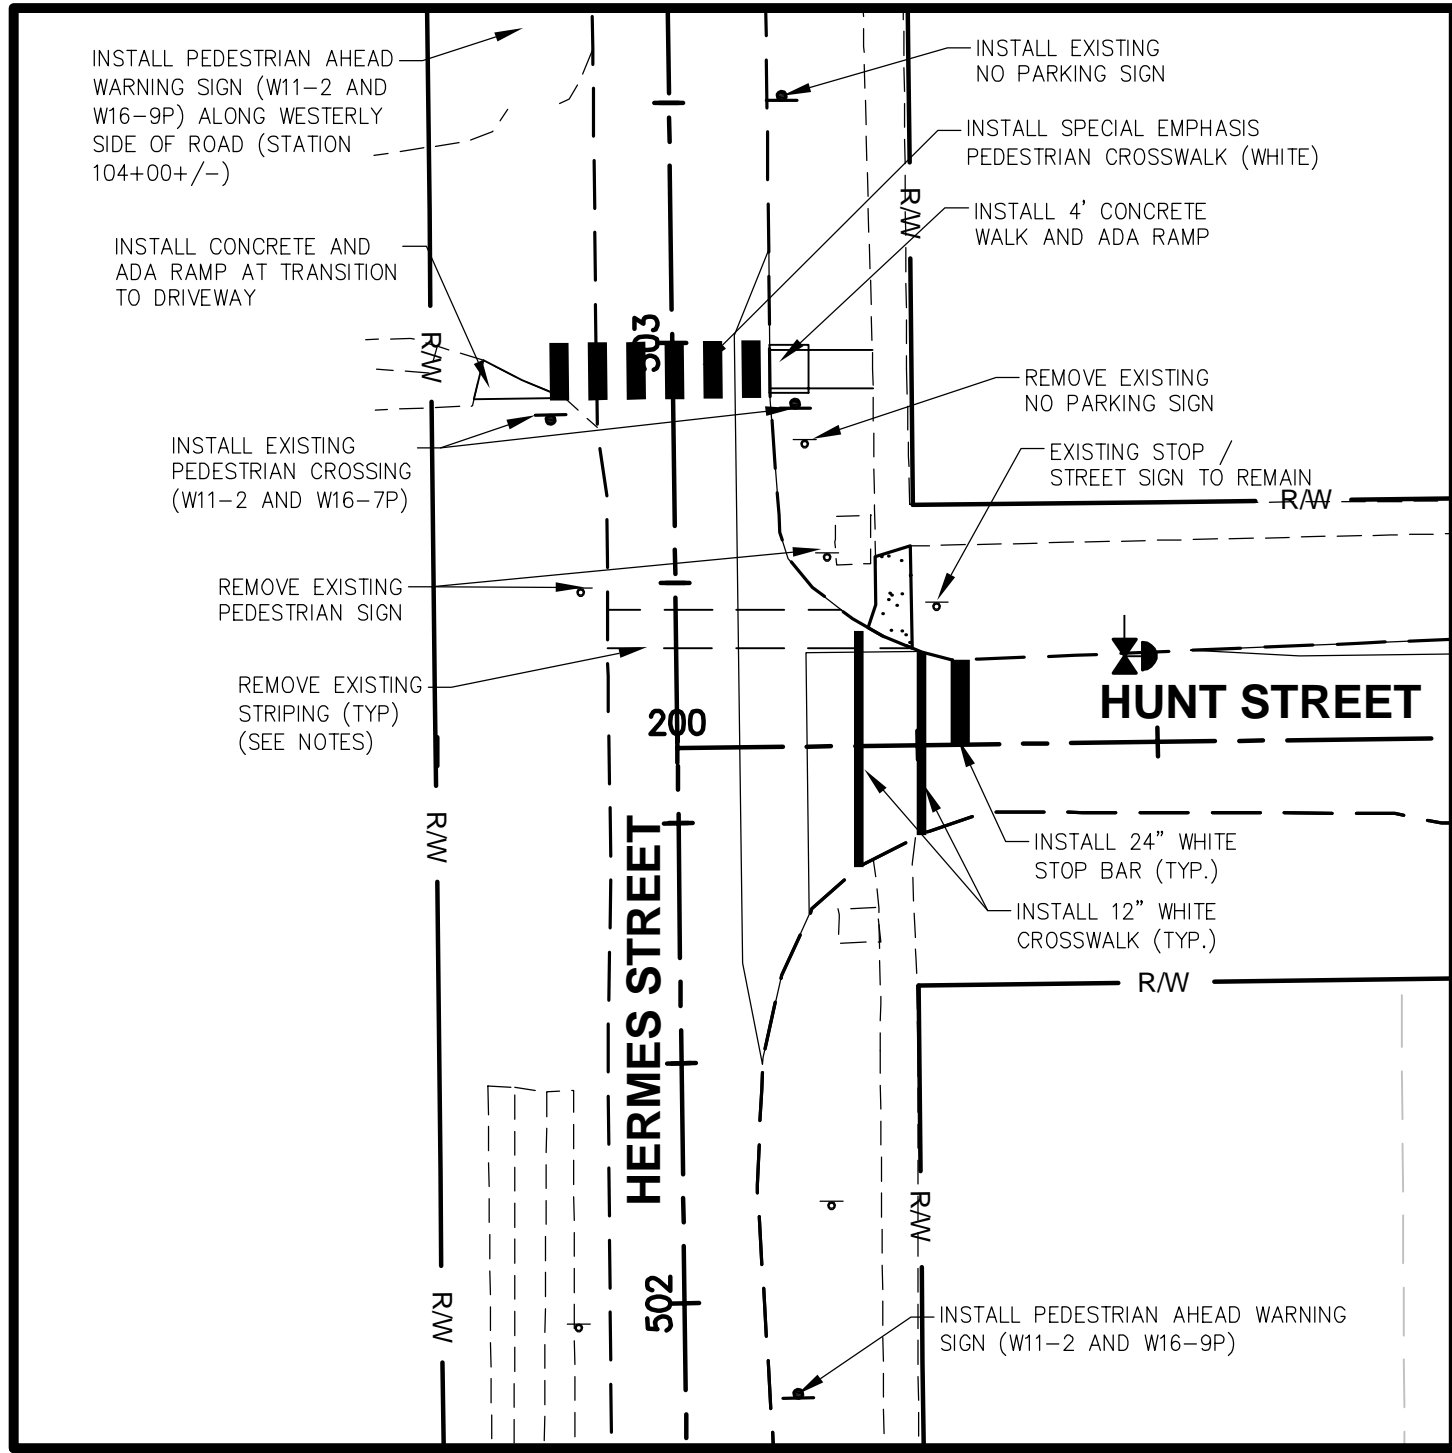 INSTALL PEDESTRIAN AHEAD
WARNING SIGN (W11-2 AND
W16-9P) ALONG WESTERLY
SIDE OF ROAD (STATION
104+00+/-)
INSTALL EXISTING
NO PARKING SIGN
INSTALL SPECIAL EMPHASIS
PEDESTRIAN CROSSWALK (WHITE)
R/W
INSTALL 4' CONCRETE
WALK AND ADA RAMP
INSTALL CONCRETE AND
ADA RAMP AT TRANSITION
TO DRIVEWAY
R/W
503
REMOVE EXISTING
NO PARKING SIGN
INSTALL EXISTING
PEDESTRIAN CROSSING
(W11-2 AND W16-7P)
EXISTING STOP /
STREET SIGN TO REMAIN
R/W
REMOVE EXISTING
PEDESTRIAN SIGN
REMOVE EXISTING
STRIPING (TYP)
(SEE NOTES)
200
HUNT STREET
R/W
HERMES STREET
INSTALL 24" WHITE
STOP BAR (TYP.)
INSTALL 12" WHITE
CROSSWALK (TYP.)
R/W
R/W
R/W
502
INSTALL PEDESTRIAN AHEAD WARNING
SIGN (W11-2 AND W16-9P)